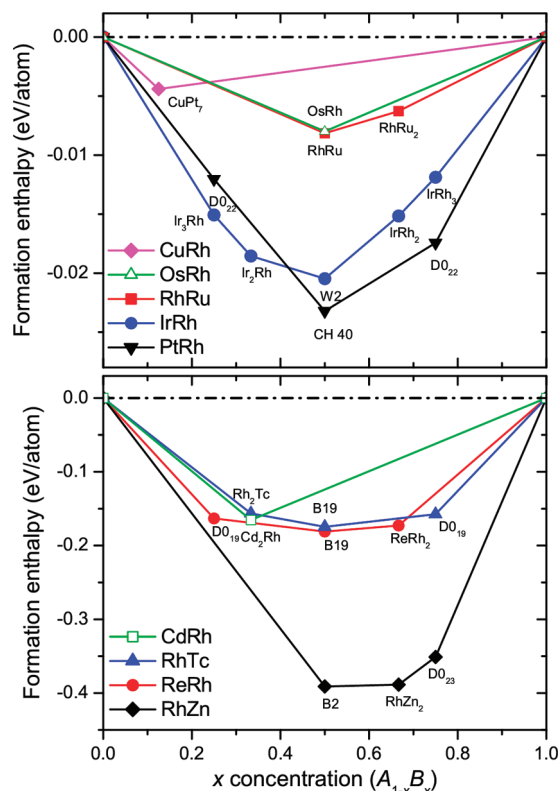 Formation enthalpy (eV/atom)
0.00
-0.01
-0.02
CuPt₇
OsRh
RhRu
RhRu₂
D0₂₂
Ir₃Rh
IrRh₃
IrRh₂
Ir₂Rh
W2
D0₂₂
CH 40
CuRh
OsRh
RhRu
IrRh
PtRh
Formation enthalpy (eV/atom)
0.0
-0.1
-0.2
-0.3
-0.4
Rh₂Tc
B19
D0₁₉
D0₁₉
Cd₂Rh
B19
ReRh₂
D0₂₃
B2
RhZn₂
CdRh
RhTc
ReRh
RhZn
0.0 0.2 0.4 0.6 0.8 1.0
x concentration (A₁₋ₓBₓ)